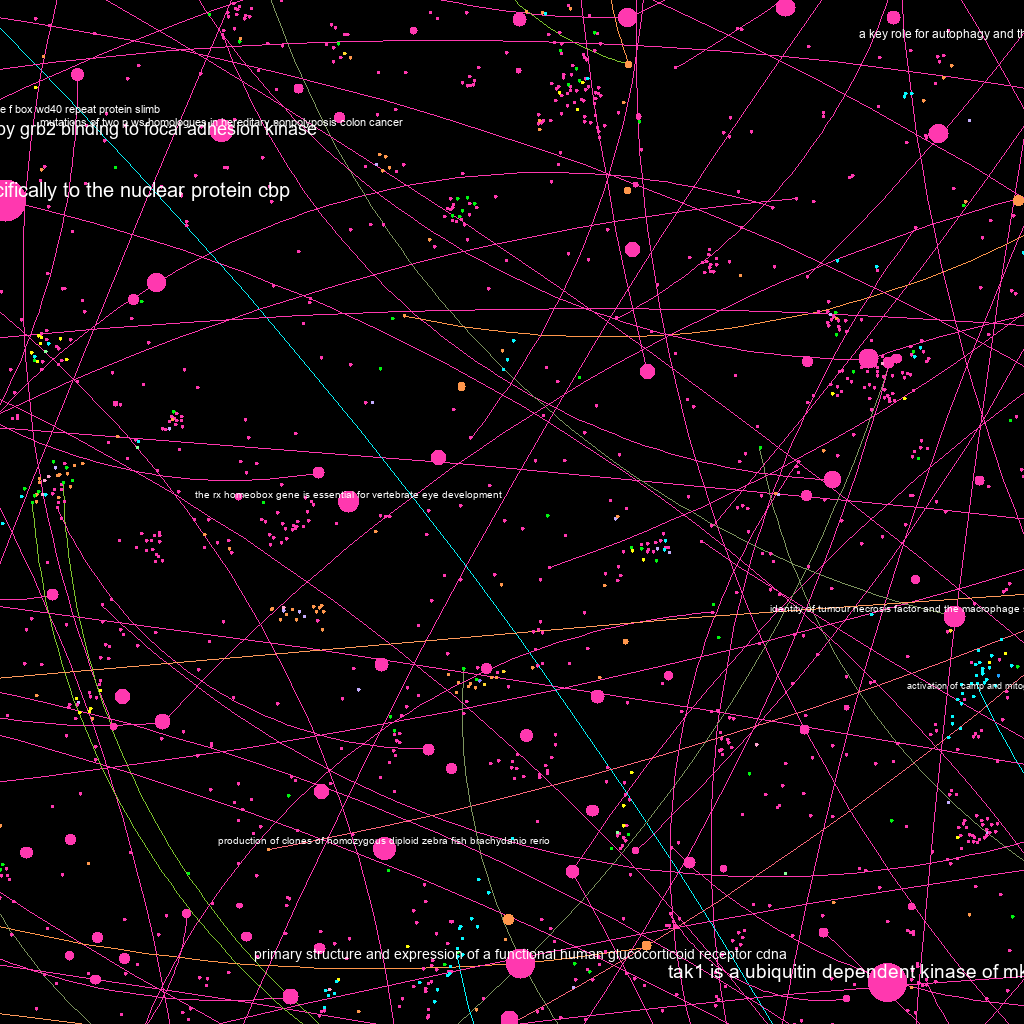 a key role for autophagy and th
e f box wd40 repeat protein slimb
mutations of two p ms homologues in hereditary nonpolyposis colon cancer
by grb2 binding to focal adhesion kinase
cifically to the nuclear protein cbp
the rx homeobox gene is essential for vertebrate eye development
identity of tumour necrosis factor and the macrophage
activation of camp and mito
production of clones of homozygous diploid zebra fish brachydanio rerio
primary structure and expression of a functional human glucocorticoid receptor cdna
tak1 is a ubiquitin dependent kinase of mk